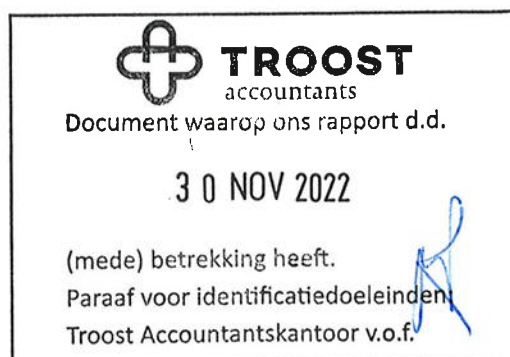 TROOST
accountants
Document waarop ons rapport d.d.
30 NOV 2022
(mede) betrekking heeft.
Paraaf voor identificatiedoeleinden
Troost Accountantskantoor v.o.f.